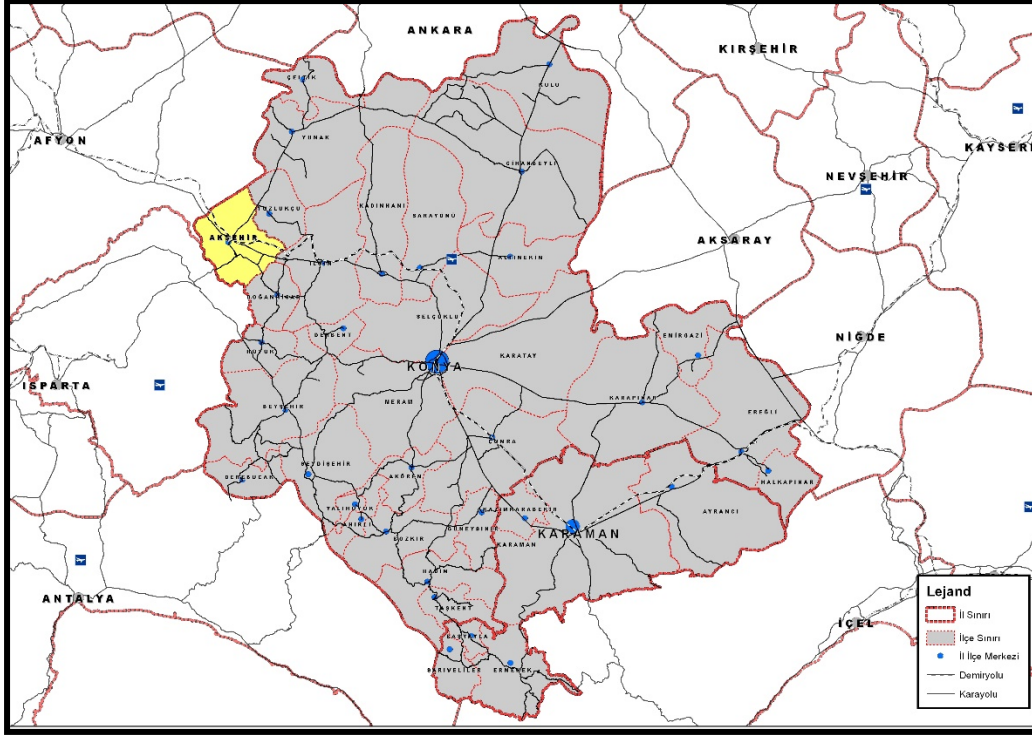 ANKARA
KIRŞEHİR
ÇELTİK
KULU
YUNAK
AFYON
KAYSERİ
CİHANBEYLİ
NEVŞEHİR
KADINHANI
TUZLUKÇU
SARAYÖNÜ
AKŞEHİR
AKSARAY
ILGIN
ALTINEKİN
DOĞANHİSAR
SELÇUKLU
DERBENT
EMİRGAZİ
NİĞDE
HÜYÜK
KARATAY
KONYA
ISPARTA
MERAM
KARAPINAR
BEYŞEHİR
EREĞLİ
ÇUMRA
SEYDİŞEHİR
AKÖREN
DEREBUCAK
HALKAPINAR
YALIHÜYÜK
KAZIMKARABEKİR
AYRANCI
AHIRLI
GÜNEYSINIR
BOZKIR
KARAMAN
KARAMAN
HADİM
ANTALYA
TAŞKENT
İÇEL
BAŞYAYLA
SARIVELİLER
ERMENEK
Lejand
İl Sınırı
İlçe Sınırı
İl İlçe Merkezi
Demiryolu
Karayolu